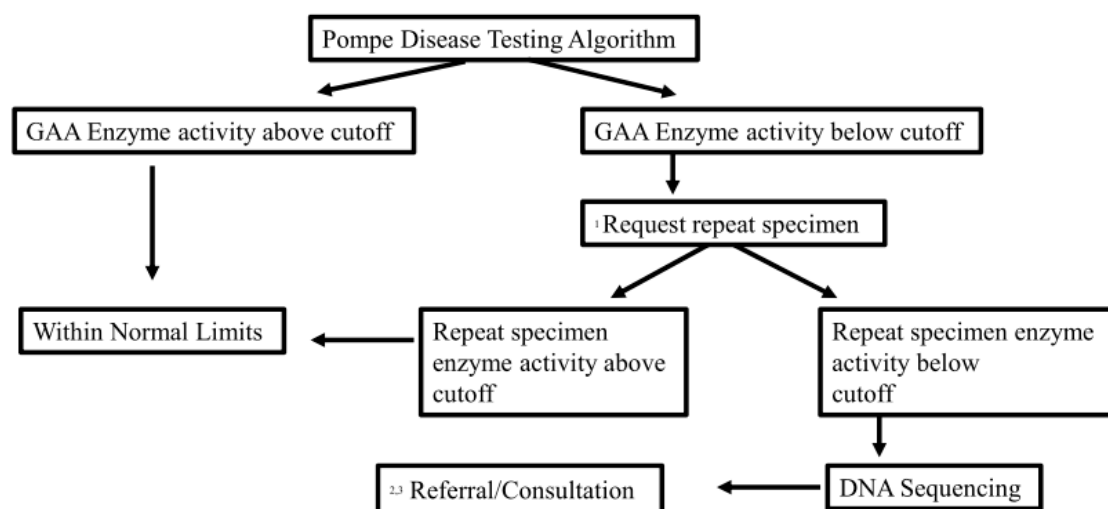 Pompe Disease Testing Algorithm
GAA Enzyme activity above cutoff
GAA Enzyme activity below cutoff
1 Request repeat specimen
Within Normal Limits
Repeat specimen
enzyme activity above
cutoff
Repeat specimen enzyme
activity below
cutoff
2,3 Referral/Consultation
DNA Sequencing